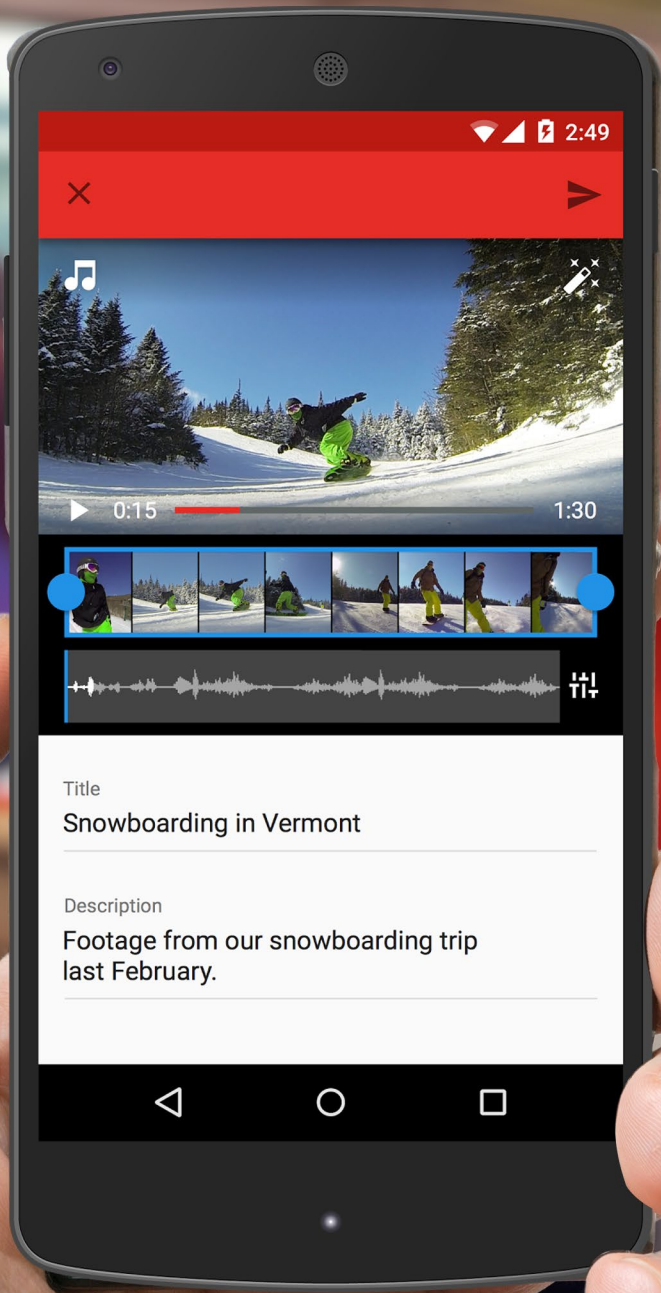 2:49
0:15
1:30
Title
Snowboarding in Vermont
Description
Footage from our snowboarding trip
last February.